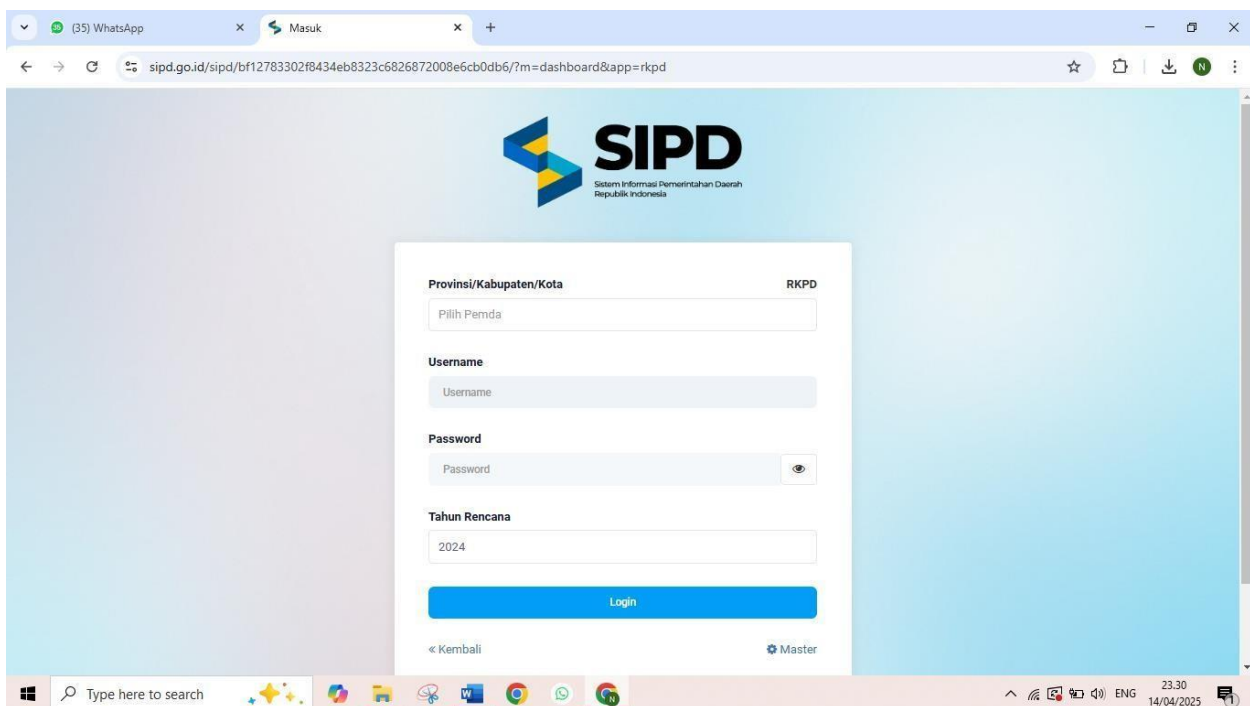 (35) WhatsApp
Masuk
sipd.go.id/sipd/bf12783302f8434eb8323c6826872008e6cb0db6/?m=dashboard&app=rkpd
N
SIPD
Sistem Informasi Pemerintahan Daerah
Republik Indonesia
Provinsi/Kabupaten/Kota RKPD
Pilih Pemda
Username
Username
Password
Password
Tahun Rencana
2024
Login
« Kembali Master
Type here to search
ENG
23.30
14/04/2025